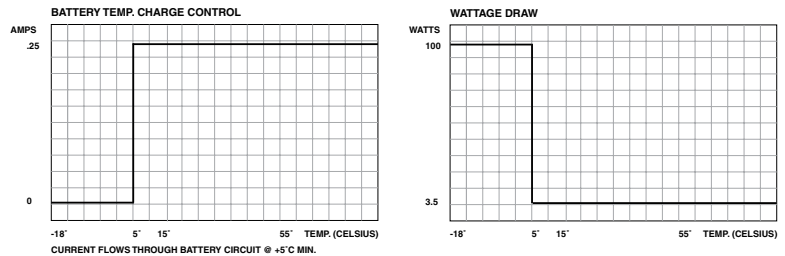 BATTERY TEMP. CHARGE CONTROL
AMPS
.25
0
-18˚ 5˚ 15˚ 55˚ TEMP. (CELSIUS)
CURRENT FLOWS THROUGH BATTERY CIRCUIT @ +5˚C MIN.
WATTAGE DRAW
WATTS
100
3.5
-18˚ 5˚ 15˚ 55˚ TEMP. (CELSIUS)